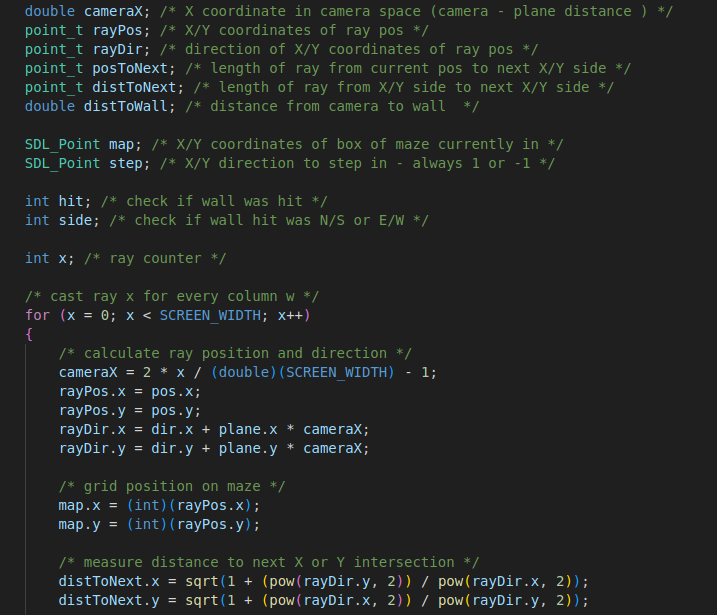 double cameraX; /* X coordinate in camera space (camera - plane distance ) */
point_t rayPos; /* X/Y coordinates of ray pos */
point_t rayDir; /* direction of X/Y coordinates of ray pos */
point_t posToNext; /* length of ray from current pos to next X/Y side */
point_t distToNext; /* length of ray from X/Y side to next X/Y side */
double distToWall; /* distance from camera to wall  */

SDL_Point map; /* X/Y coordinates of box of maze currently in */
SDL_Point step; /* X/Y direction to step in - always 1 or -1 */

int hit; /* check if wall was hit */
int side; /* check if wall hit was N/S or E/W */

int x; /* ray counter */

/* cast ray x for every column w */
for (x = 0; x < SCREEN_WIDTH; x++)
{
    /* calculate ray position and direction */
    cameraX = 2 * x / (double)(SCREEN_WIDTH) - 1;
    rayPos.x = pos.x;
    rayPos.y = pos.y;
    rayDir.x = dir.x + plane.x * cameraX;
    rayDir.y = dir.y + plane.y * cameraX;

    /* grid position on maze */
    map.x = (int)(rayPos.x);
    map.y = (int)(rayPos.y);

    /* measure distance to next X or Y intersection */
    distToNext.x = sqrt(1 + (pow(rayDir.y, 2)) / pow(rayDir.x, 2));
    distToNext.y = sqrt(1 + (pow(rayDir.x, 2)) / pow(rayDir.y, 2));